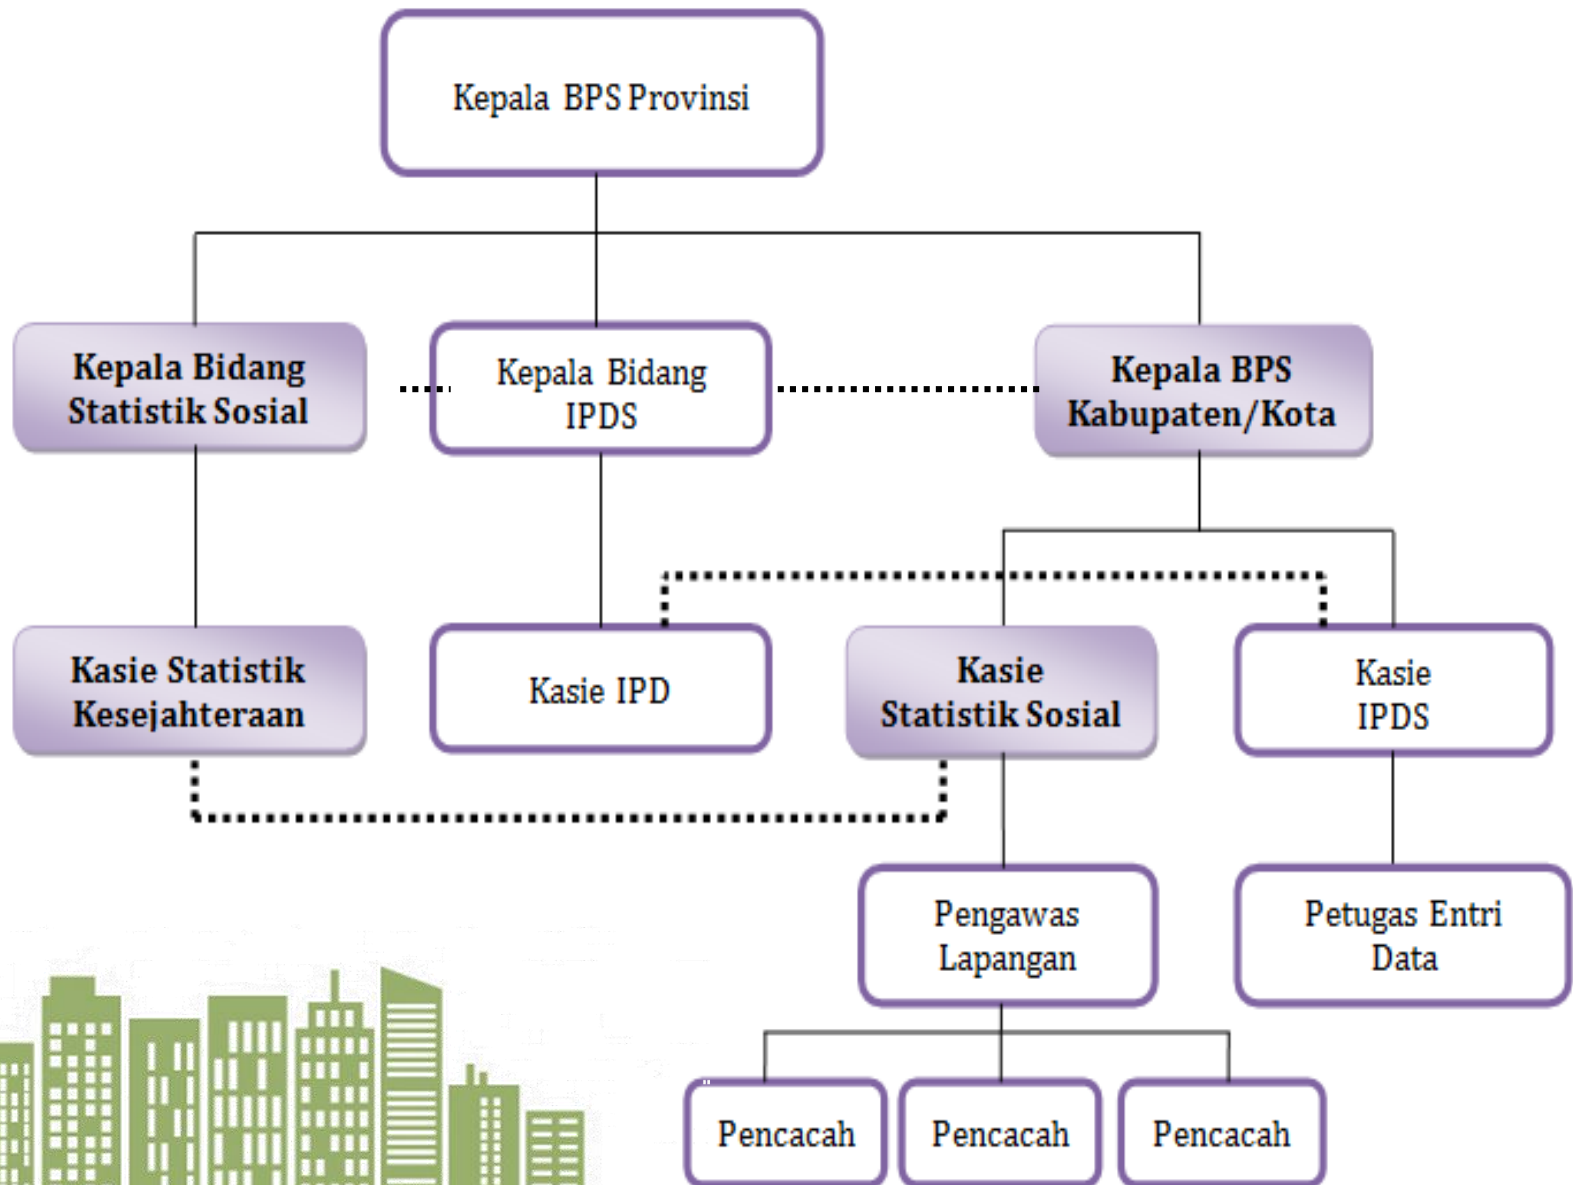 Kepala BPS Provinsi
Kepala Bidang
Statistik Sosial
Kepala Bidang
IPDS
Kepala BPS
Kabupaten/Kota
Kasie Statistik
Kesejahteraan
Kasie IPD
Kasie
Statistik Sosial
Kasie
IPDS
Pengawas
Lapangan
Petugas Entri
Data
Pencacah
Pencacah
Pencacah